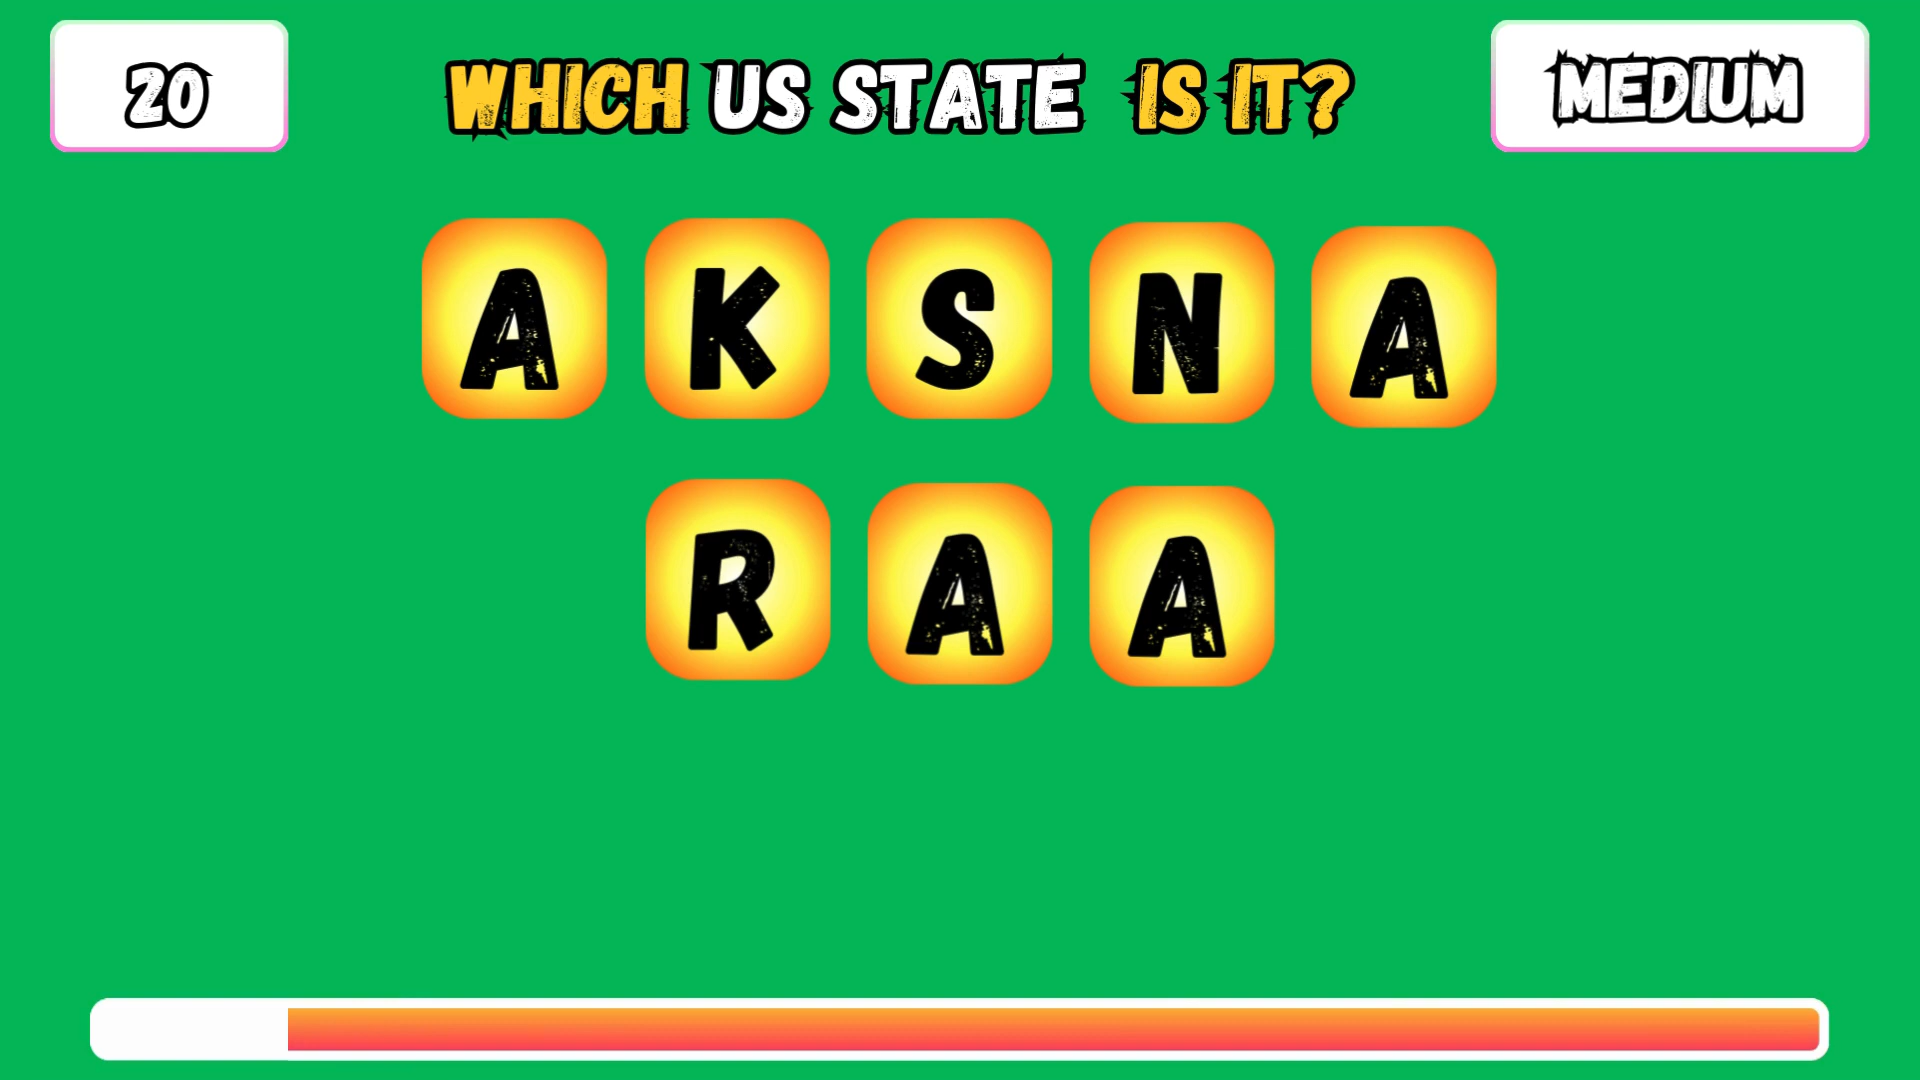 20
WHICH US STATE IS IT?
MEDIUM
A K S N A
R A A